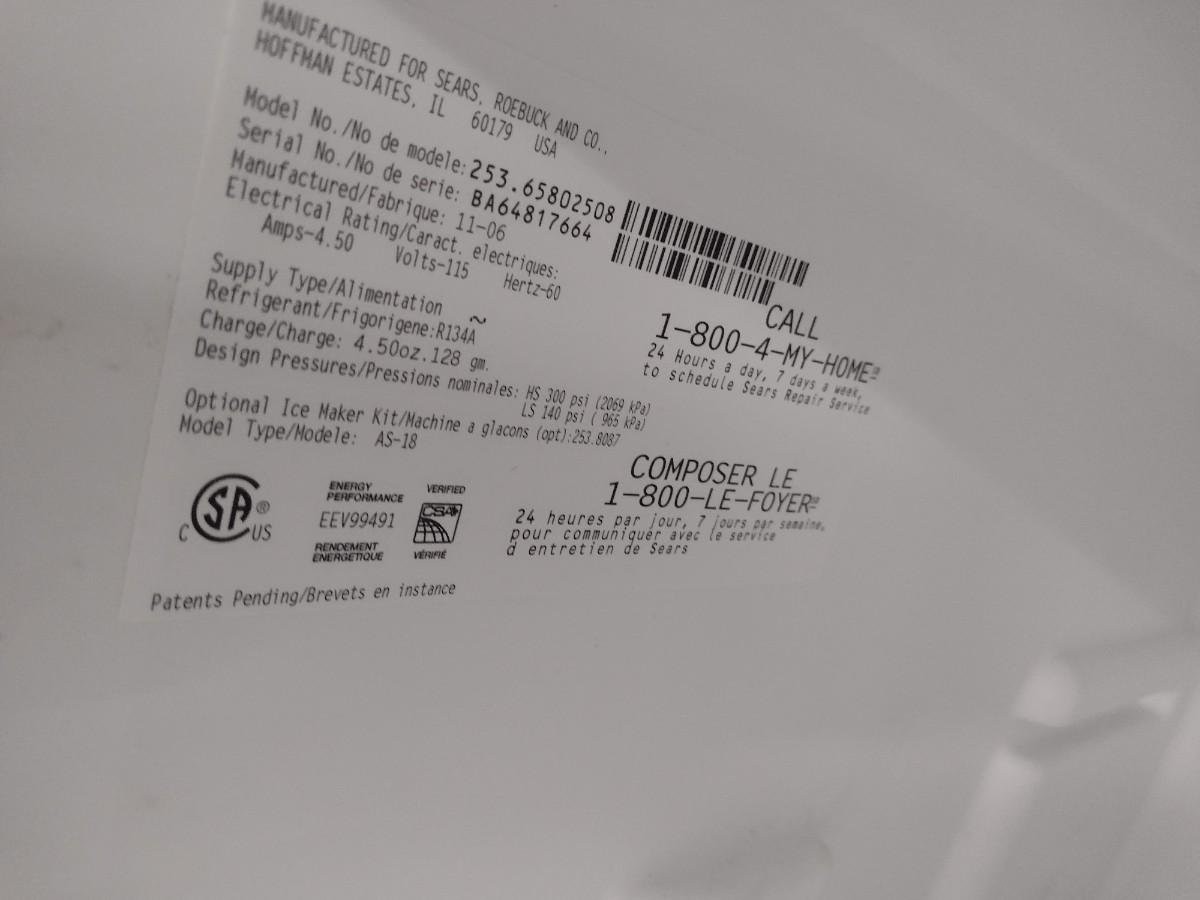 MANUFACTURED FOR SEARS, ROEBUCK AND CO.,
HOFFMAN ESTATES, IL 60179 USA
Model No./No de modele: 253.65802508
Serial No./No de serie: BA64817664
Manufactured/Fabrique: 11-06
Electrical Rating/Caract. electriques:
Amps-4.50 Volts-115 Hertz-60
Supply Type/Alimentation ~
Refrigerant/Frigorigene:R134A
Charge/Charge: 4.50oz.128 gm.
Design Pressures/Pressions nominales: HS 300 psi (2069 kPa)
LS 140 psi ( 965 kPa)
Optional Ice Maker Kit/Machine a glacons (opt):253.8087
Model Type/Modele: AS-18
CALL
1-800-4-MY-HOME
24 Hours a day, 7 days a week,
to schedule Sears Repair Service
COMPOSER LE
1-800-LE-FOYER
24 heures par jour, 7 jours par semaine,
pour communiquer avec le service
d entretien de Sears
C SA ® US
ENERGY
PERFORMANCE
EEV99491
RENDEMENT
ENERGETIQUE
VERIFIED
CSA
VÉRIFIÉ
Patents Pending/Brevets en instance